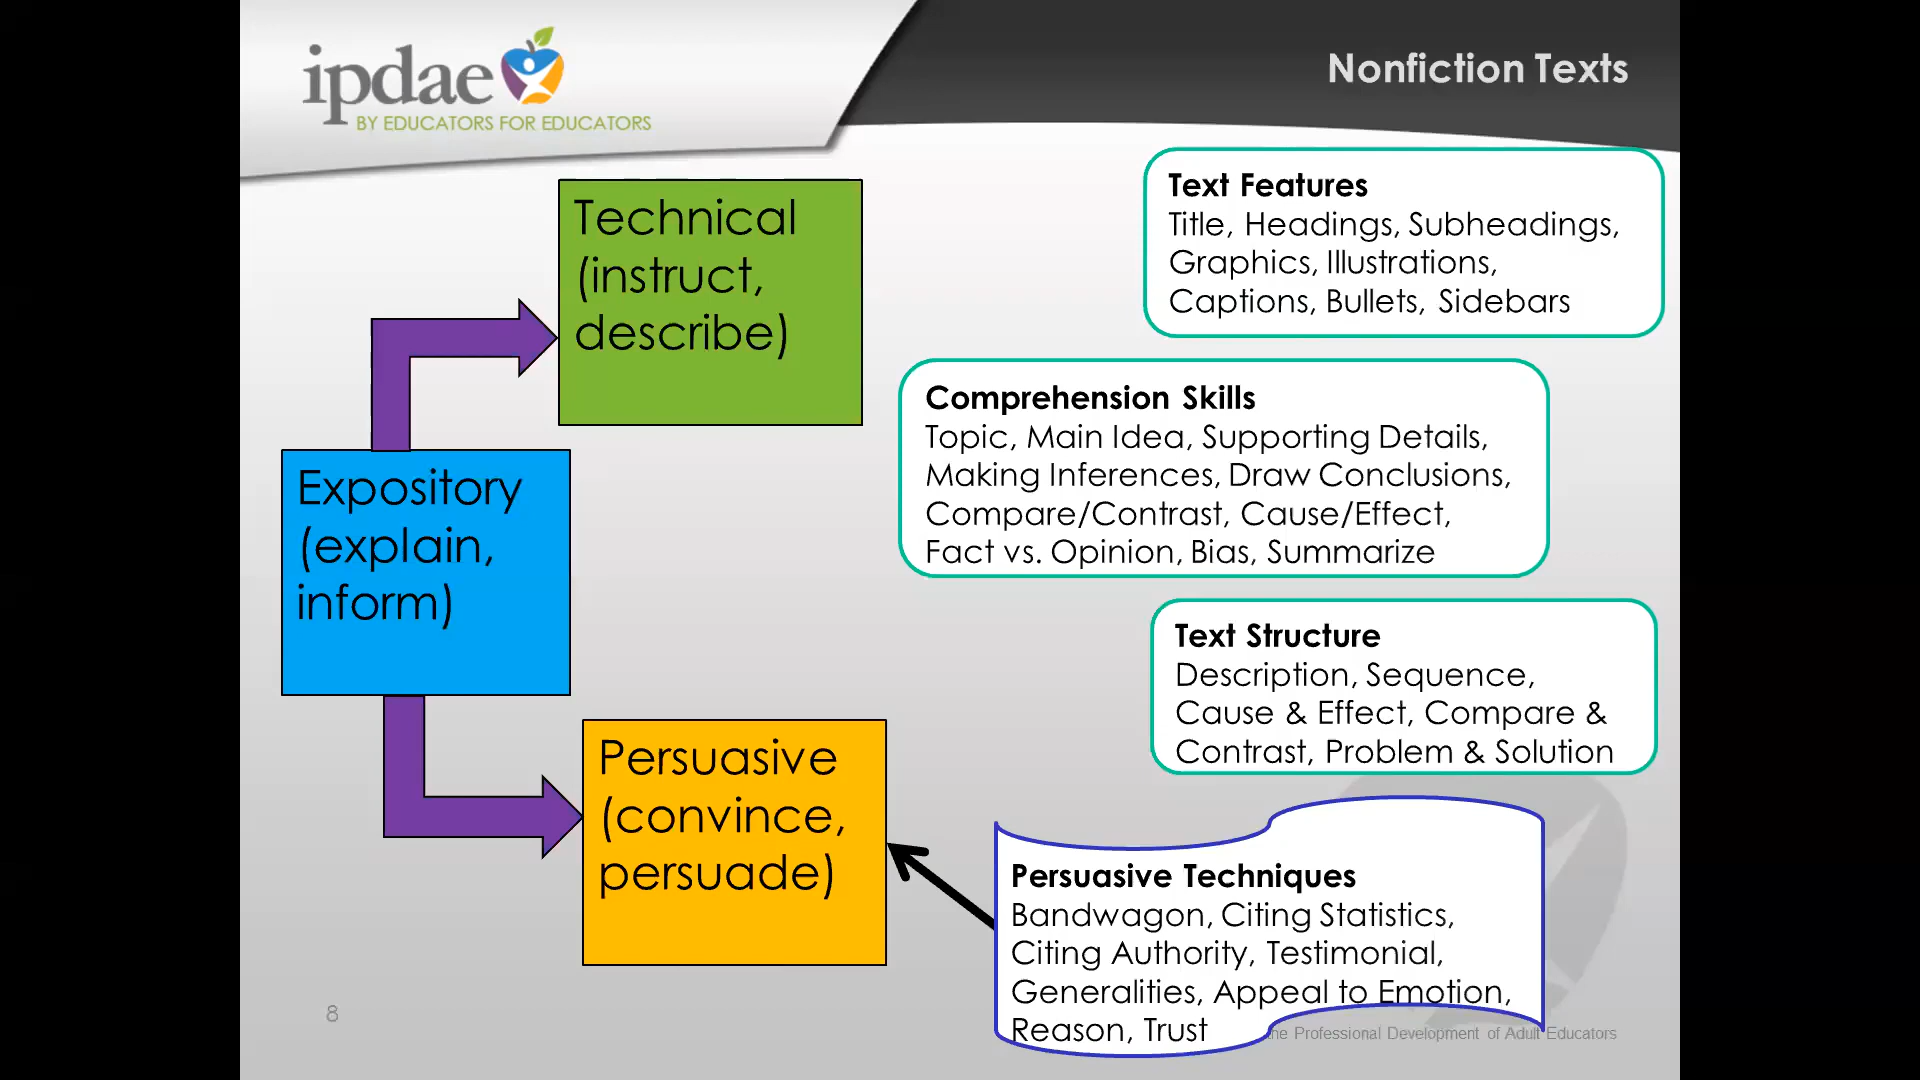 ipdae
BY EDUCATORS FOR EDUCATORS
Nonfiction Texts
Technical
(instruct,
describe)
Expository
(explain,
inform)
Persuasive
(convince,
persuade)
Text Features
Title, Headings, Subheadings,
Graphics, Illustrations,
Captions, Bullets, Sidebars
Comprehension Skills
Topic, Main Idea, Supporting Details,
Making Inferences, Draw Conclusions,
Compare/Contrast, Cause/Effect,
Fact vs. Opinion, Bias, Summarize
Text Structure
Description, Sequence,
Cause & Effect, Compare &
Contrast, Problem & Solution
Persuasive Techniques
Bandwagon, Citing Statistics,
Citing Authority, Testimonial,
Generalities, Appeal to Emotion,
Reason, Trust
8
the Professional Development of Adult Educators